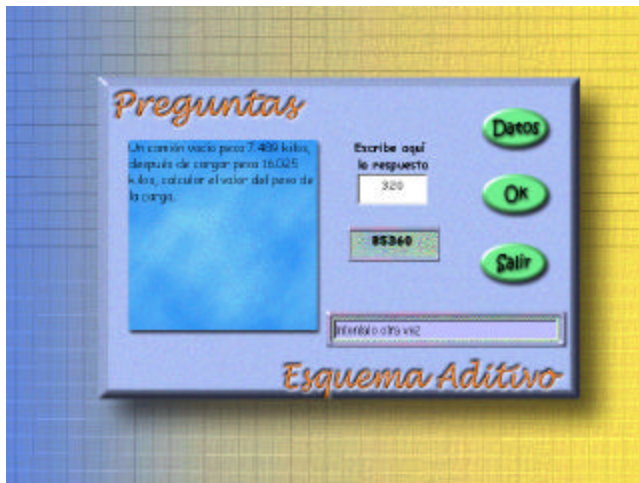 Preguntas
Un camión vacio pesa 7.489 kilos,
después de cargar pesa 16.025
kilos, calcular el valor del peso de
la carga.
Escribe aquí
la respuesta
320
85360
Intentalo otra vez
Datos
Ok
Salir
Esquema Aditivo